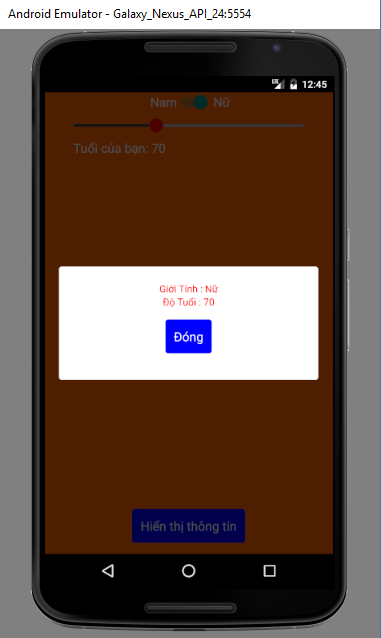 Android Emulator - Galaxy_Nexus_API_24:5554
LTE 12:45
Nam Nữ
Tuổi của bạn: 70
Giới Tính : Nữ
Độ Tuổi : 70
Đóng
Hiển thị thông tin